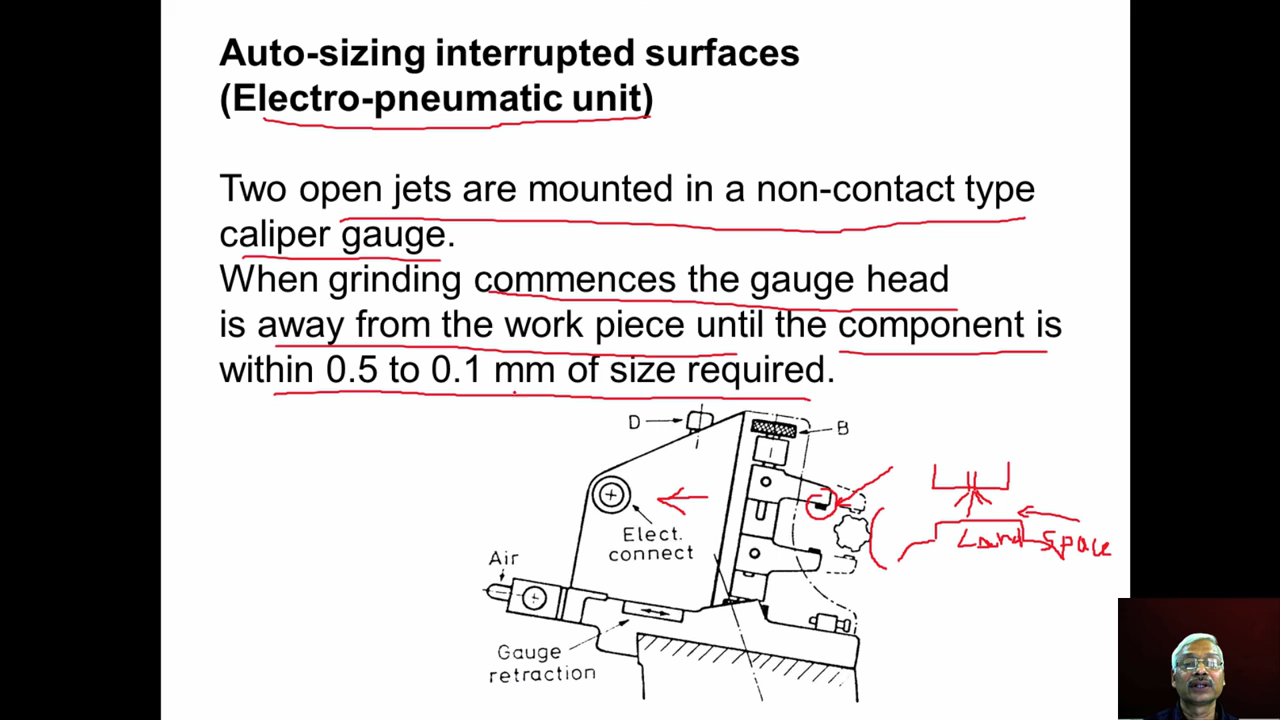 Auto-sizing interrupted surfaces
(Electro-pneumatic unit)
Two open jets are mounted in a non-contact type
caliper gauge.
When grinding commences the gauge head
is away from the work piece until the component is
within 0.5 to 0.1 mm of size required.
D
B
Elect.
connect
Land Space
Air
Gauge
retraction